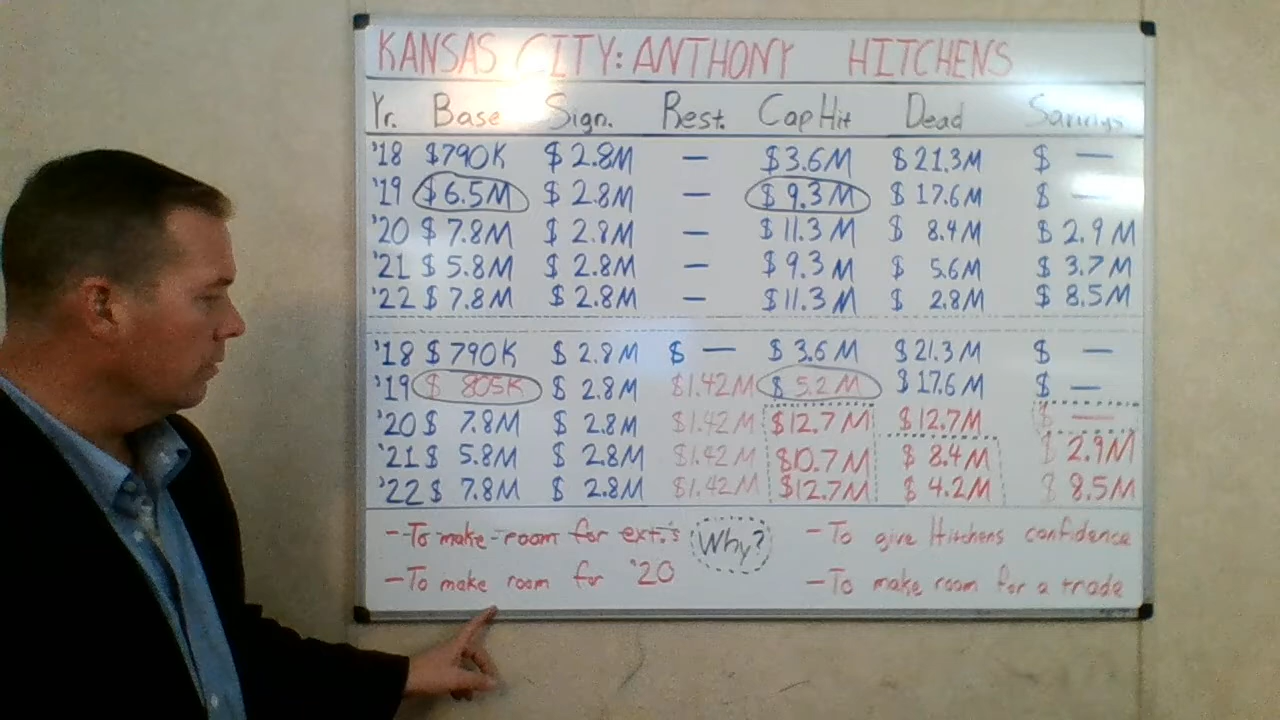 KANSAS CITY: ANTHONY HITCHENS
Yr. Base Sign. Rest. Cap Hit Dead Savings
'18 $790K $2.8M — $3.6M $21.3M $ —
'19 $6.5M $2.8M — $9.3M $17.6M $ —
'20 $7.8M $2.8M — $11.3M $8.4M $2.9M
'21 $5.8M $2.8M — $9.3M $5.6M $3.7M
'22 $7.8M $2.8M — $11.3M $2.8M $8.5M
'18 $790K $2.8M $ — $3.6M $21.3M $ —
'19 $805K $2.8M $1.42M $5.2M $17.6M $ —
'20 $7.8M $2.8M $1.42M $12.7M $12.7M $ —
'21 $5.8M $2.8M $1.42M $10.7M $8.4M $2.9M
'22 $7.8M $2.8M $1.42M $12.7M $4.2M $8.5M
-To make room for ext.'s Why? -To give Hitchens confidence
-To make room for '20 -To make room for a trade